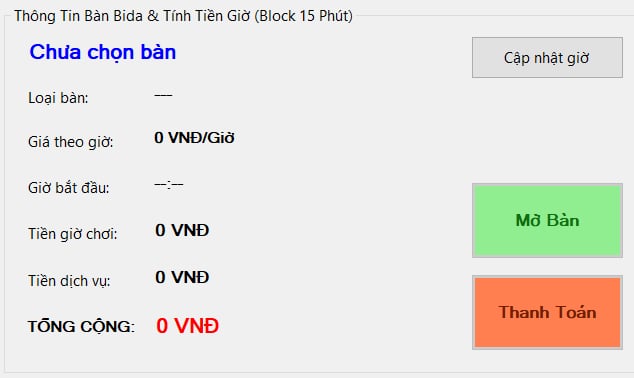 Thông Tin Bàn Bida & Tính Tiền Giờ (Block 15 Phút)
Chưa chọn bàn
Cập nhật giờ
Loại bàn: ---
Giá theo giờ: 0 VNĐ/Giờ
Giờ bắt đầu: --:--
Mở Bàn
Tiền giờ chơi: 0 VNĐ
Tiền dịch vụ: 0 VNĐ
Thanh Toán
TỔNG CỘNG: 0 VNĐ